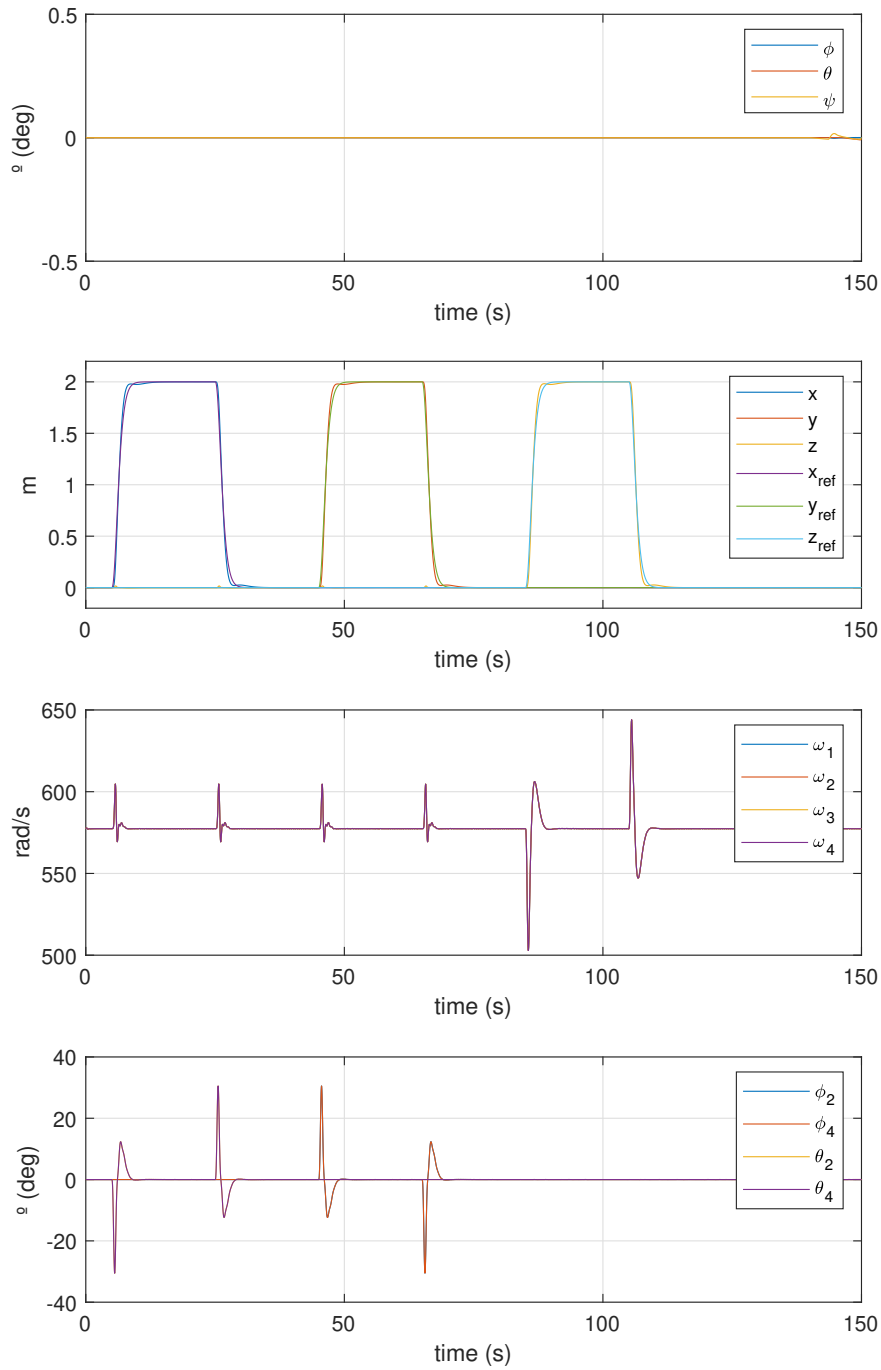 0.5
0
-0.5
º (deg)
0
50
100
150
time (s)
ϕ
θ
ψ
2
1.5
1
0.5
0
m
0
50
100
150
time (s)
x
y
z
x_ref
y_ref
z_ref
650
600
550
500
rad/s
0
50
100
150
time (s)
ω_1
ω_2
ω_3
ω_4
40
20
0
-20
-40
º (deg)
0
50
100
150
time (s)
ϕ_2
ϕ_4
θ_2
θ_4